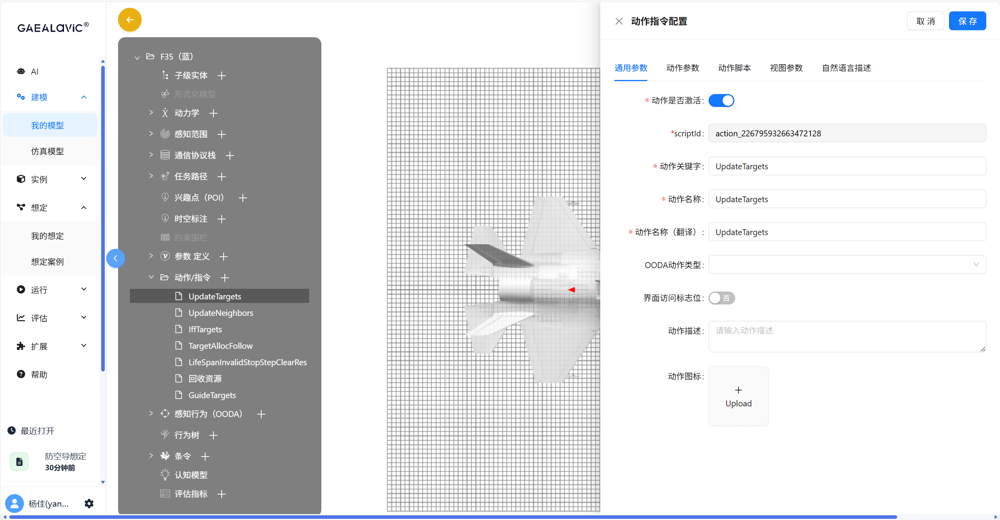 GAEALAVIC®
AI
建模
我的模型
仿真模型
实例
想定
我的想定
想定案例
运行
评估
扩展
帮助
最近打开
防空导想定
30分钟前
杨佳(yan...
F35（蓝）
子级实体
形式化模型
动力学
感知范围
通信协议栈
任务路径
兴趣点（POI）
时空标注
约束围栏
参数 定义
动作/指令
UpdateTargets
UpdateNeighbors
IffTargets
TargetAllocFollow
LifeSpanInvalidStopStepClearRes
回收资源
GuideTargets
感知行为（OODA）
行为树
条令
认知模型
评估指标
动作指令配置
取 消
保 存
通用参数 动作参数 动作脚本 视图参数 自然语言描述
* 动作是否激活:
*scriptId: action_226795932663472128
* 动作关键字: UpdateTargets
* 动作名称: UpdateTargets
* 动作名称（翻译）: UpdateTargets
OODA动作类型:
界面访问标志位: 否
动作描述: 请输入动作描述
动作图标:
Upload